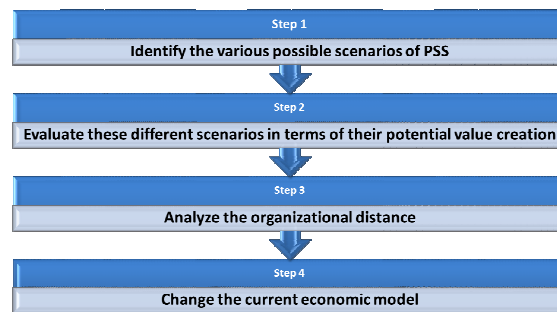 Step 1
Identify the various possible scenarios of PSS
Step 2
Evaluate these different scenarios in terms of their potential value creation
Step 3
Analyze the organizational distance
Step 4
Change the current economic model